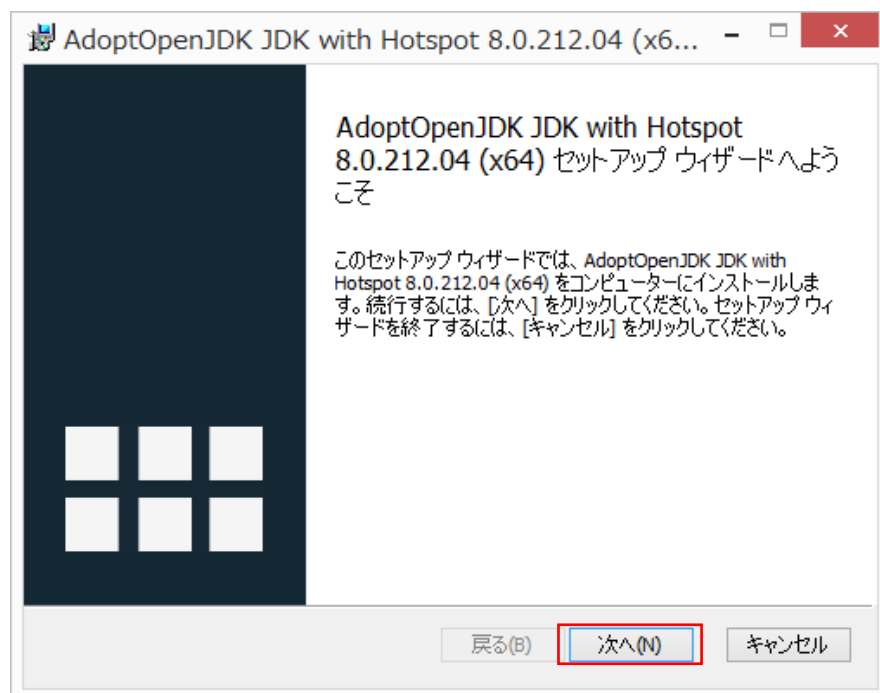 AdoptOpenJDK JDK with Hotspot 8.0.212.04 (x6...
AdoptOpenJDK JDK with Hotspot
8.0.212.04 (x64) セットアップ ウィザードへよう
こそ
このセットアップ ウィザードでは、AdoptOpenJDK JDK with
Hotspot 8.0.212.04 (x64) をコンピューターにインストールしま
す。続行するには、[次へ] をクリックしてください。セットアップ ウィ
ザードを終了するには、[キャンセル] をクリックしてください。
戻る(B) 次へ(N) キャンセル